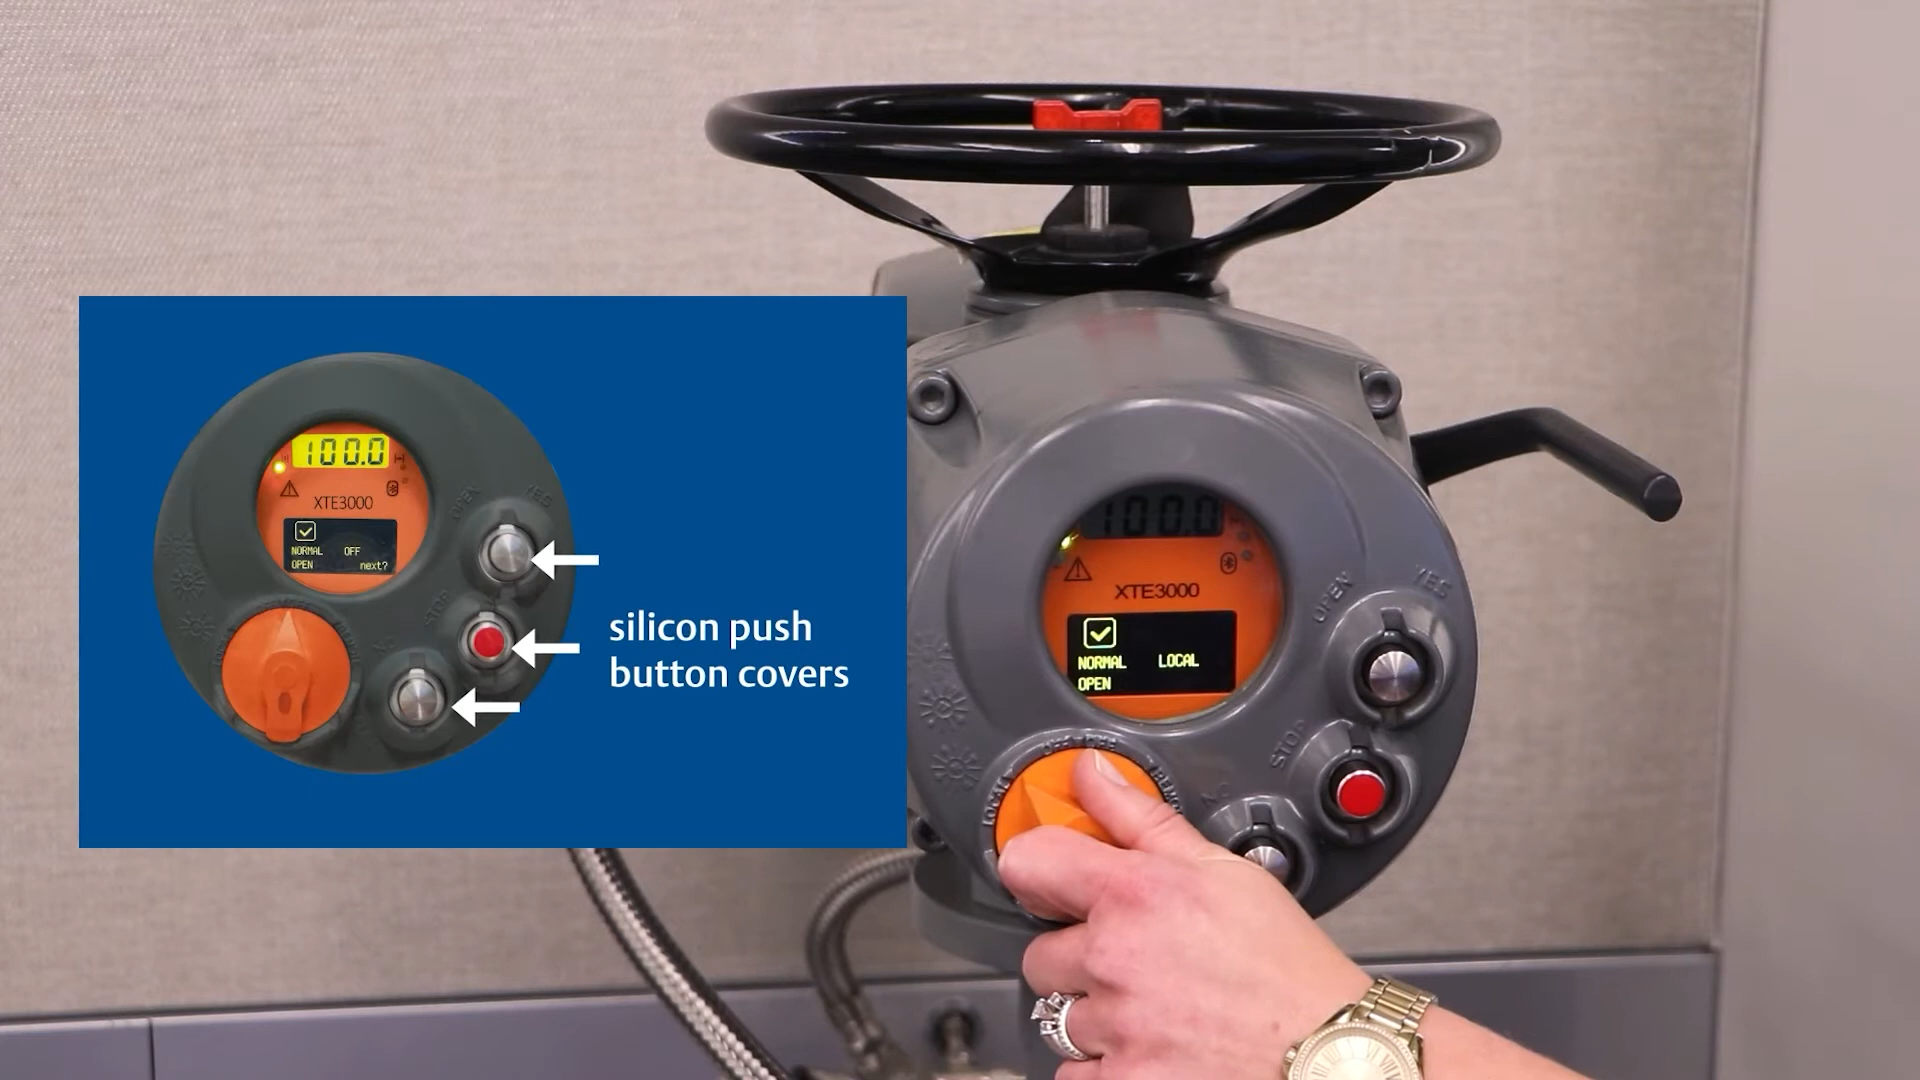 100.0
XTE3000
NORMAL OFF
OPEN next?
OPEN
YES
STOP
NO
silicon push
button covers
100.0
XTE3000
NORMAL LOCAL
OPEN
OPEN
YES
STOP
LOCAL
OFF